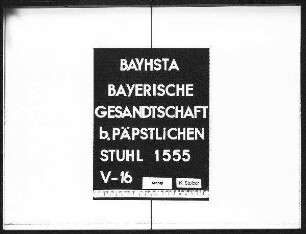 BAYHSTA
BAYERISCHE
GESANDTSCHAFT
b. PÄPSTLICHEN
STUHL 1555
V-16